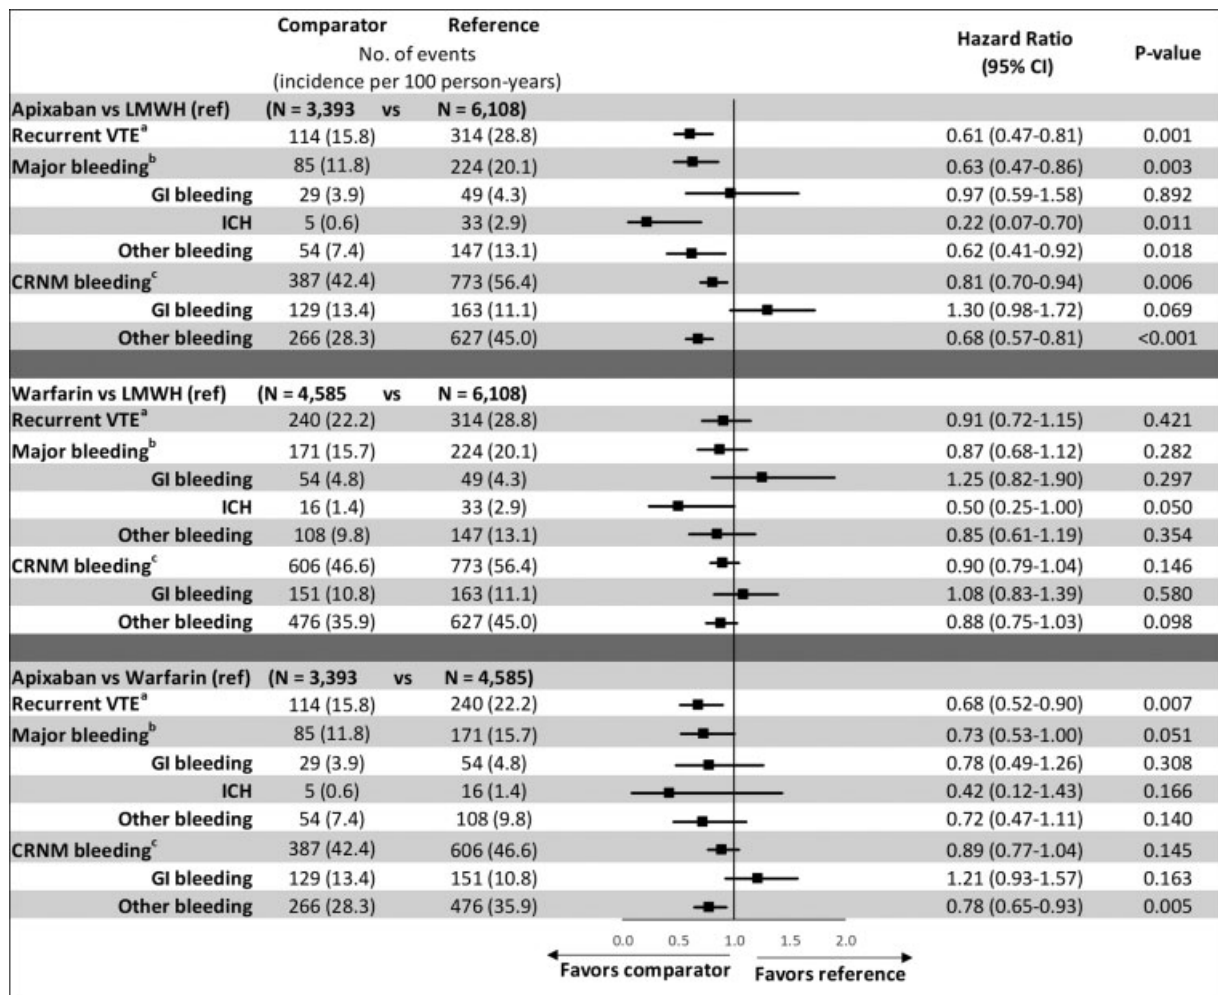 Comparator Reference
No. of events
(incidence per 100 person-years)
Hazard Ratio
(95% CI)
P-value
Apixaban vs LMWH (ref) (N = 3,393 vs N = 6,108)
Recurrent VTEa 114 (15.8) 314 (28.8) 0.61 (0.47-0.81) 0.001
Major bleedingb 85 (11.8) 224 (20.1) 0.63 (0.47-0.86) 0.003
GI bleeding 29 (3.9) 49 (4.3) 0.97 (0.59-1.58) 0.892
ICH 5 (0.6) 33 (2.9) 0.22 (0.07-0.70) 0.011
Other bleeding 54 (7.4) 147 (13.1) 0.62 (0.41-0.92) 0.018
CRNM bleedingc 387 (42.4) 773 (56.4) 0.81 (0.70-0.94) 0.006
GI bleeding 129 (13.4) 163 (11.1) 1.30 (0.98-1.72) 0.069
Other bleeding 266 (28.3) 627 (45.0) 0.68 (0.57-0.81) <0.001
Warfarin vs LMWH (ref) (N = 4,585 vs N = 6,108)
Recurrent VTEa 240 (22.2) 314 (28.8) 0.91 (0.72-1.15) 0.421
Major bleedingb 171 (15.7) 224 (20.1) 0.87 (0.68-1.12) 0.282
GI bleeding 54 (4.8) 49 (4.3) 1.25 (0.82-1.90) 0.297
ICH 16 (1.4) 33 (2.9) 0.50 (0.25-1.00) 0.050
Other bleeding 108 (9.8) 147 (13.1) 0.85 (0.61-1.19) 0.354
CRNM bleedingc 606 (46.6) 773 (56.4) 0.90 (0.79-1.04) 0.146
GI bleeding 151 (10.8) 163 (11.1) 1.08 (0.83-1.39) 0.580
Other bleeding 476 (35.9) 627 (45.0) 0.88 (0.75-1.03) 0.098
Apixaban vs Warfarin (ref) (N = 3,393 vs N = 4,585)
Recurrent VTEa 114 (15.8) 240 (22.2) 0.68 (0.52-0.90) 0.007
Major bleedingb 85 (11.8) 171 (15.7) 0.73 (0.53-1.00) 0.051
GI bleeding 29 (3.9) 54 (4.8) 0.78 (0.49-1.26) 0.308
ICH 5 (0.6) 16 (1.4) 0.42 (0.12-1.43) 0.166
Other bleeding 54 (7.4) 108 (9.8) 0.72 (0.47-1.11) 0.140
CRNM bleedingc 387 (42.4) 606 (46.6) 0.89 (0.77-1.04) 0.145
GI bleeding 129 (13.4) 151 (10.8) 1.21 (0.93-1.57) 0.163
Other bleeding 266 (28.3) 476 (35.9) 0.78 (0.65-0.93) 0.005
0.0 0.5 1.0 1.5 2.0
Favors comparator Favors reference